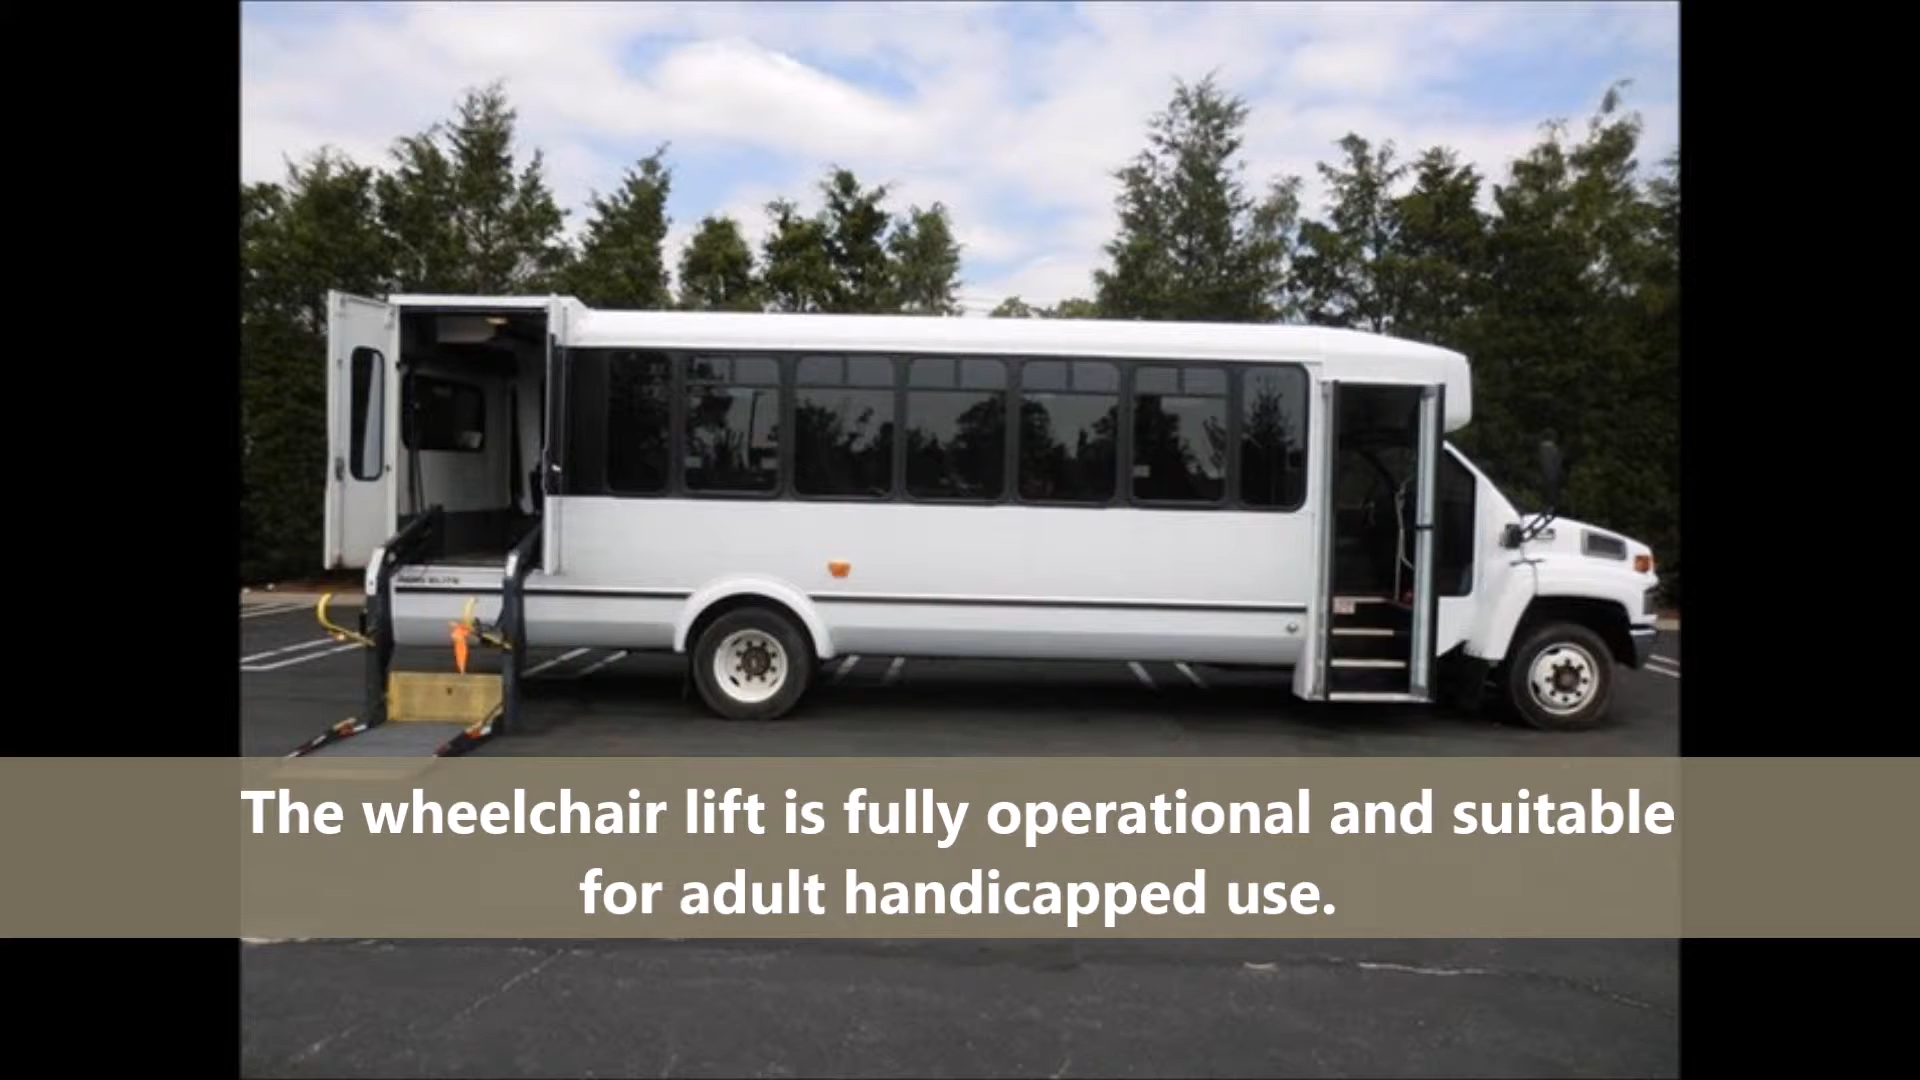 The wheelchair lift is fully operational and suitable
for adult handicapped use.